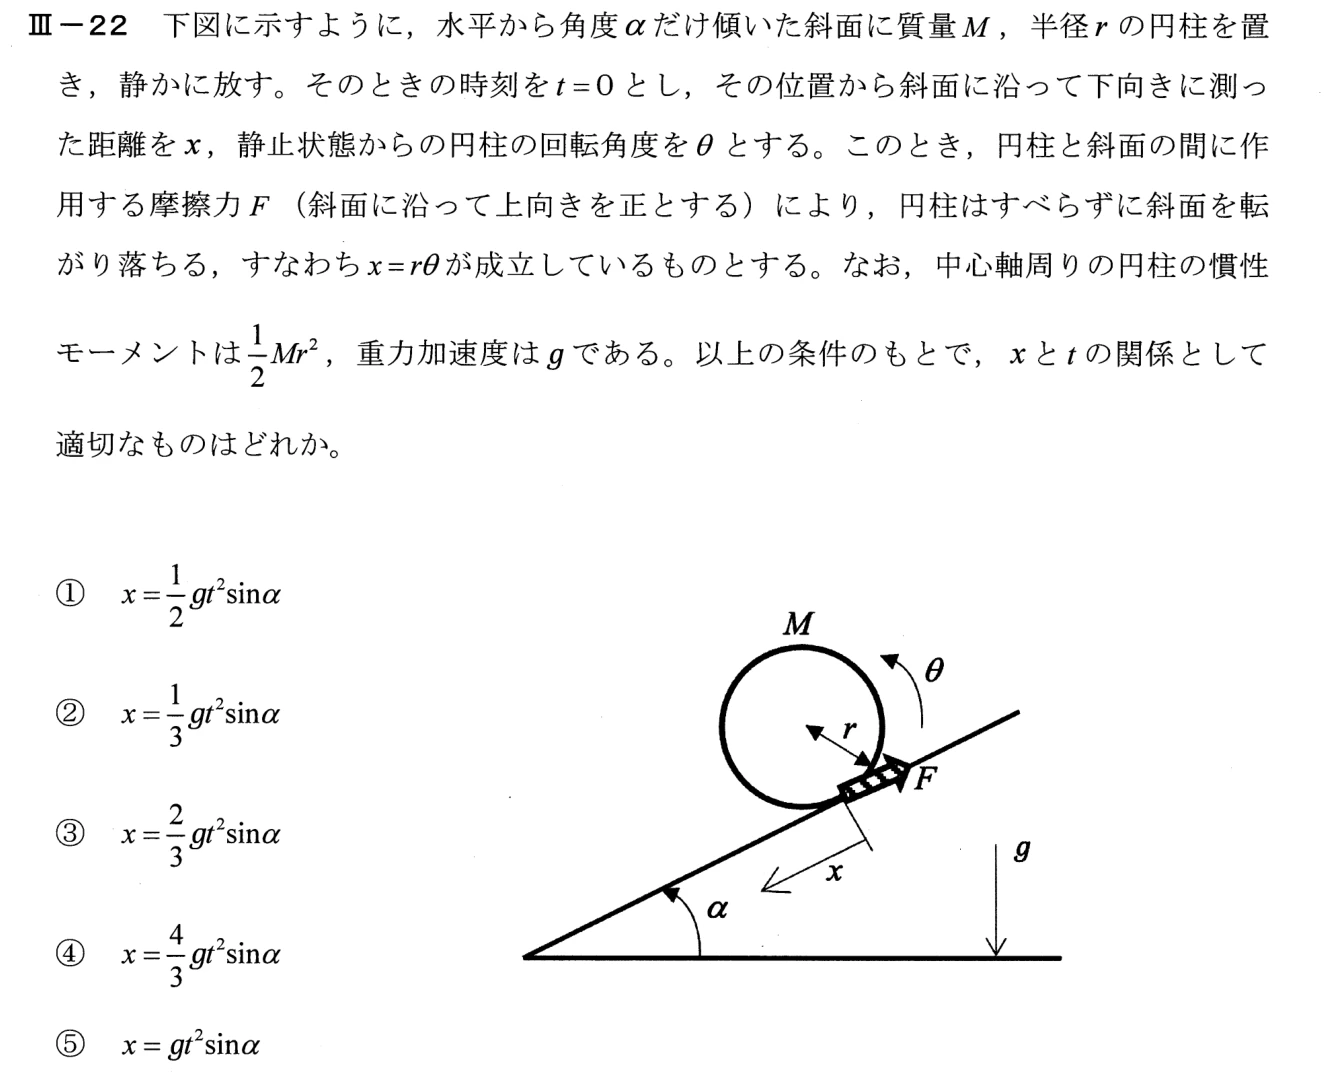 Ⅲ－22 下図に示すように，水平から角度αだけ傾いた斜面に質量M，半径rの円柱を置
き，静かに放す。そのときの時刻をt=0とし，その位置から斜面に沿って下向きに測っ
た距離をx，静止状態からの円柱の回転角度をθとする。このとき，円柱と斜面の間に作
用する摩擦力F（斜面に沿って上向きを正とする）により，円柱はすべらずに斜面を転
がり落ちる，すなわちx=rθが成立しているものとする。なお，中心軸周りの円柱の慣性
モーメントは1/2 Mr²，重力加速度はgである。以上の条件のもとで，xとtの関係として
適切なものはどれか。
① x=1/2 gt²sinα
② x=1/3 gt²sinα
③ x=2/3 gt²sinα
④ x=4/3 gt²sinα
⑤ x=gt²sinα
M
θ
r
F
x
g
α